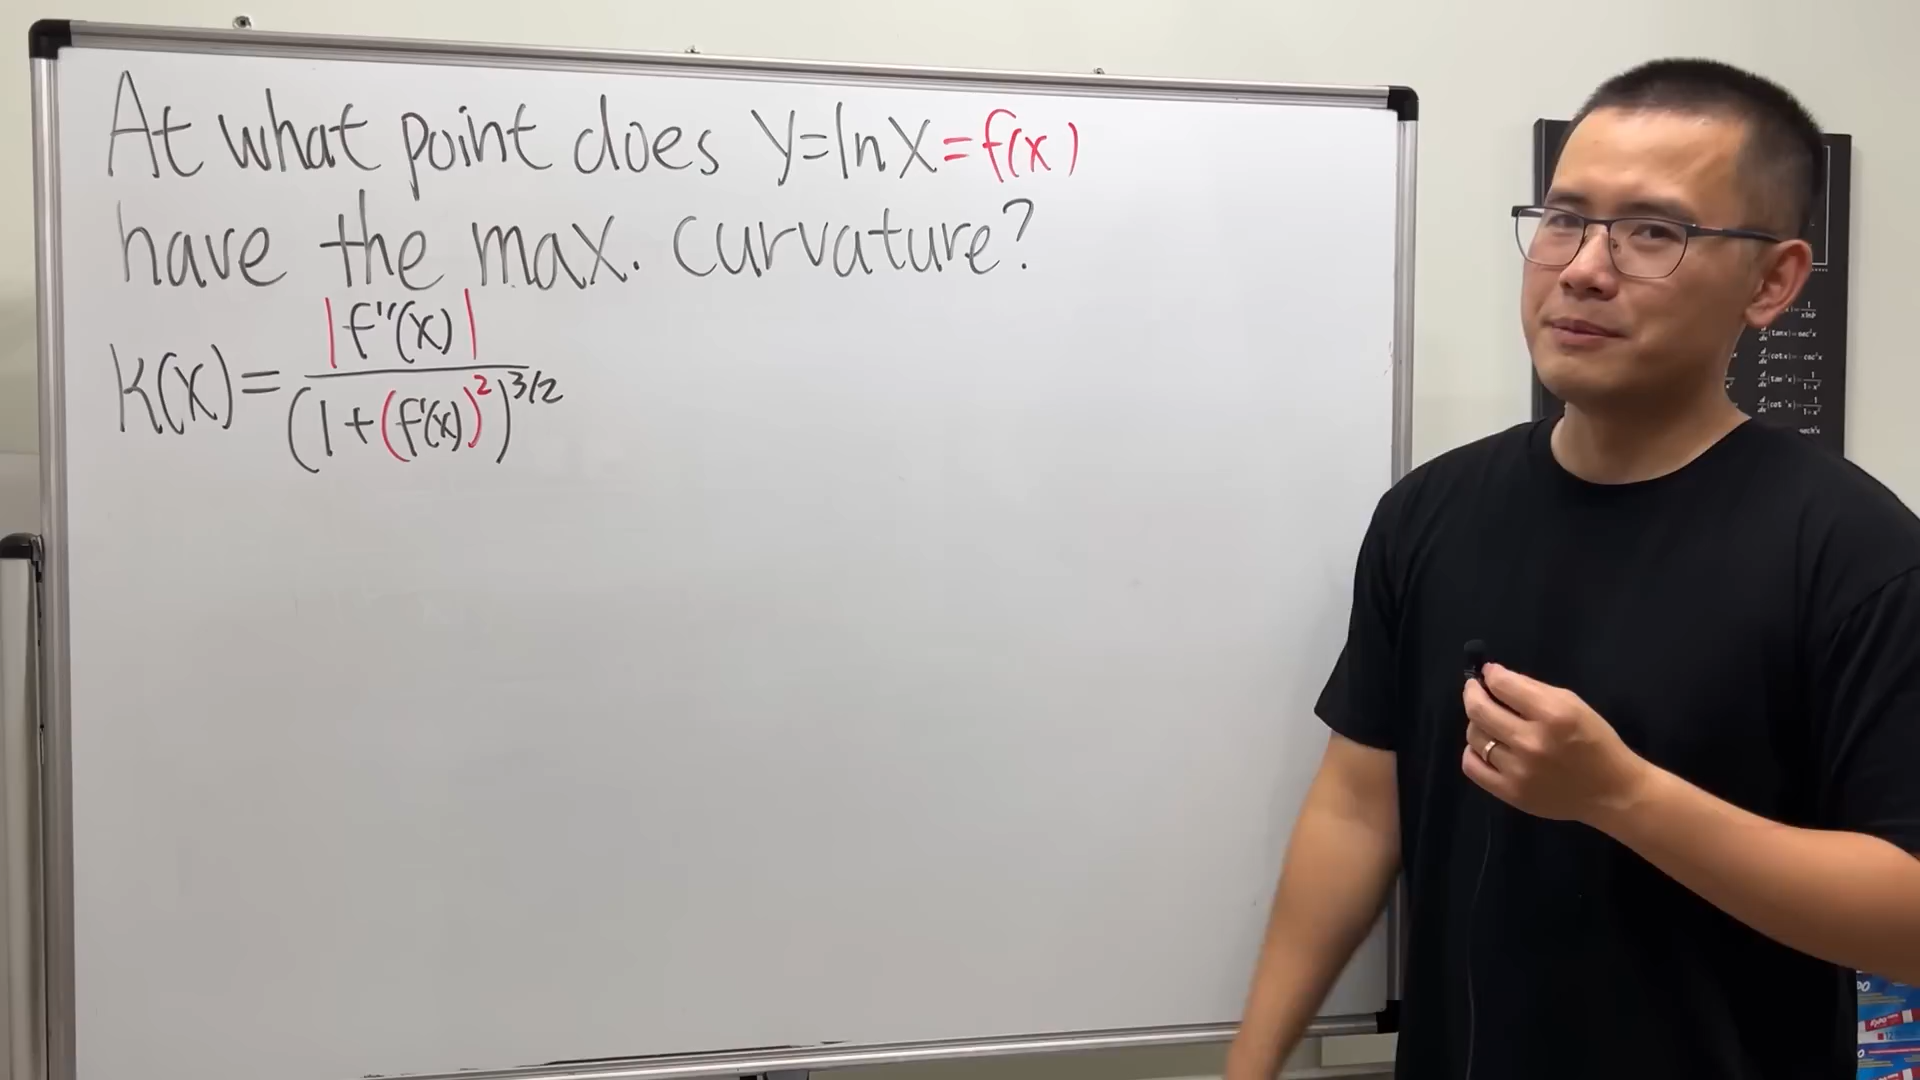 At what point does y=lnx=f(x)
have the max. curvature?
k(x)=|f''(x)|/(1+(f'(x))²)^3/2